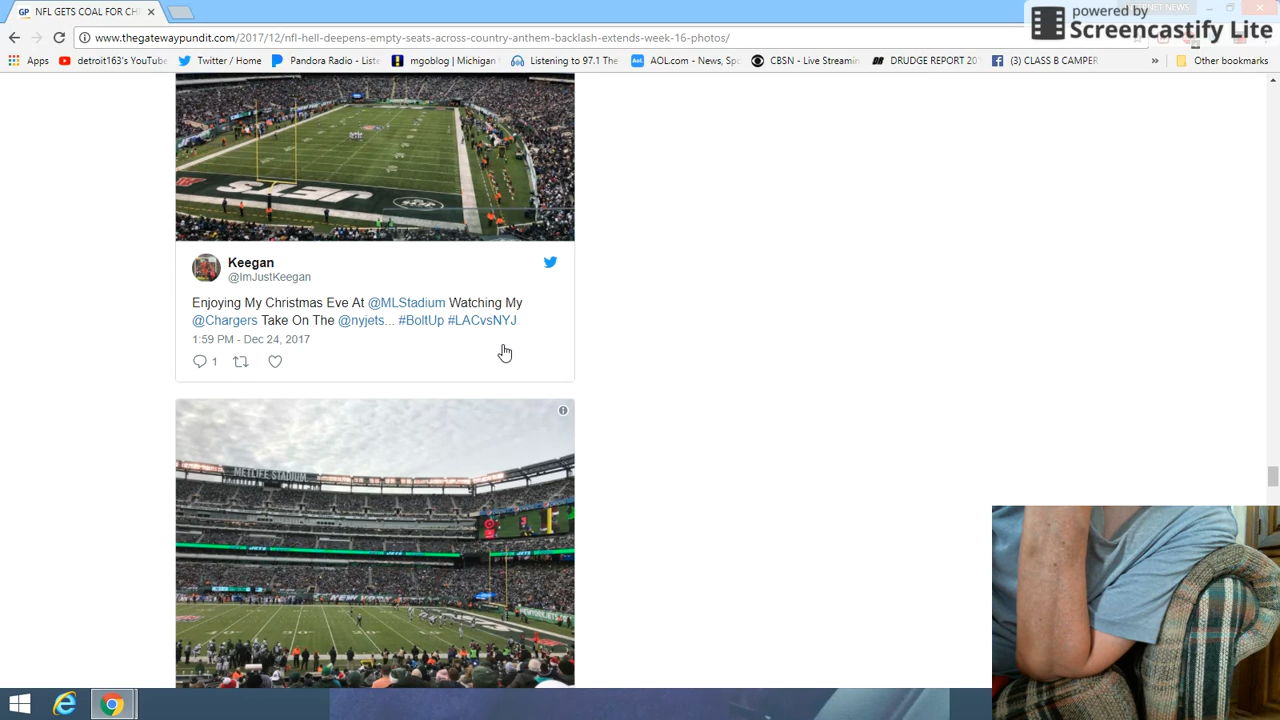 NFL GETS COAL FOR CH
powered by
Screencastify Lite
www.thegatewaypundit.com/2017/12/nfl-hell-deepens-empty-seats-across-country-anthem-backlash-extends-week-16-photos/
Apps detroit163's YouTube Twitter / Home Pandora Radio - Liste mgoblog | Michigan Listening to 97.1 The AOL.com - News, Spo CBSN - Live Streamin DRUDGE REPORT 20 (3) CLASS B CAMPER » Other bookmarks
JETS
Keegan
@ImJustKeegan
Enjoying My Christmas Eve At @MLStadium Watching My
@Chargers Take On The @nyjets... #BoltUp #LACvsNYJ
1:59 PM - Dec 24, 2017
1
METLIFE STADIUM